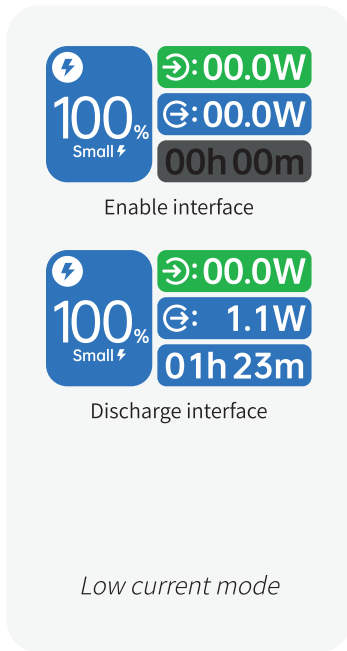 100%
Small
: 00.0W
: 00.0W
00h 00m
Enable interface
100%
Small
: 00.0W
: 1.1W
01h 23m
Discharge interface
Low current mode